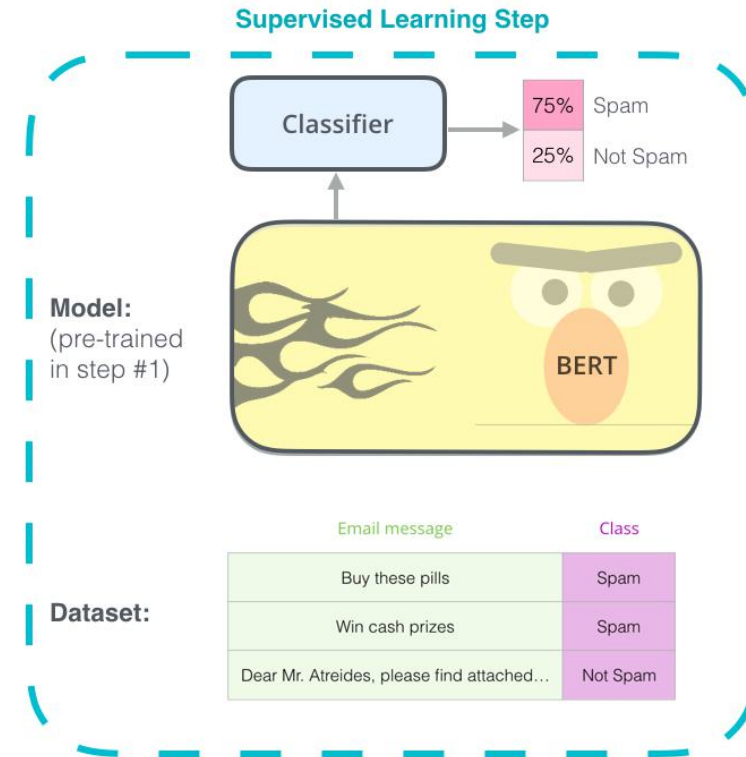 Supervised Learning Step
Classifier
75% Spam
25% Not Spam
Model:
(pre-trained
in step #1)
BERT
Email message Class
Dataset:
Buy these pills Spam
Win cash prizes Spam
Dear Mr. Atreides, please find attached… Not Spam